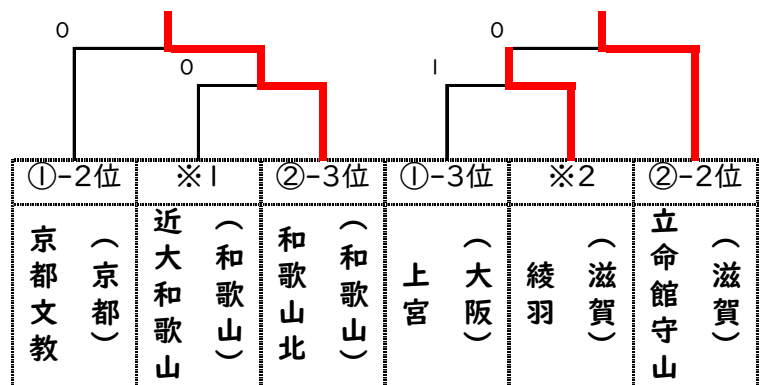 0
0
0
1
①-2位
※1
②-3位
①-3位
※2
②-2位
京都文教
(京都)
近大和歌山
(和歌山)
和歌山北
(和歌山)
上宮
(大阪)
綾羽
(滋賀)
立命館守山
(滋賀)